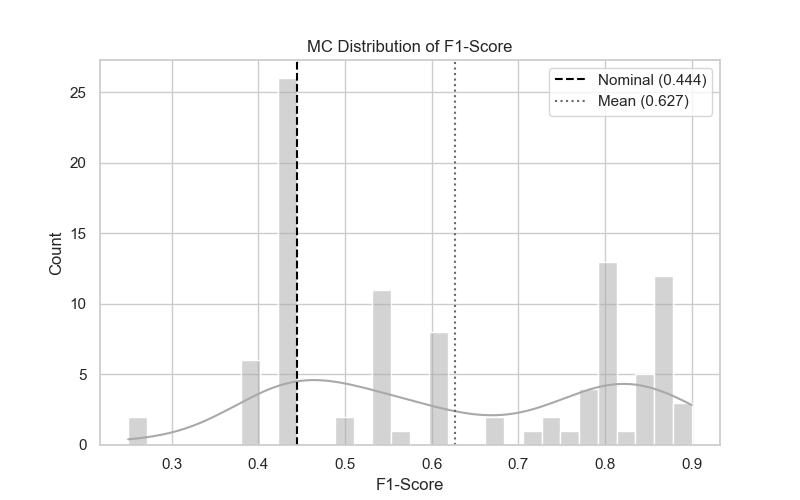 MC Distribution of F1-Score
Nominal (0.444)
Mean (0.627)
Count
25
20
15
10
5
0
0.3 0.4 0.5 0.6 0.7 0.8 0.9
F1-Score